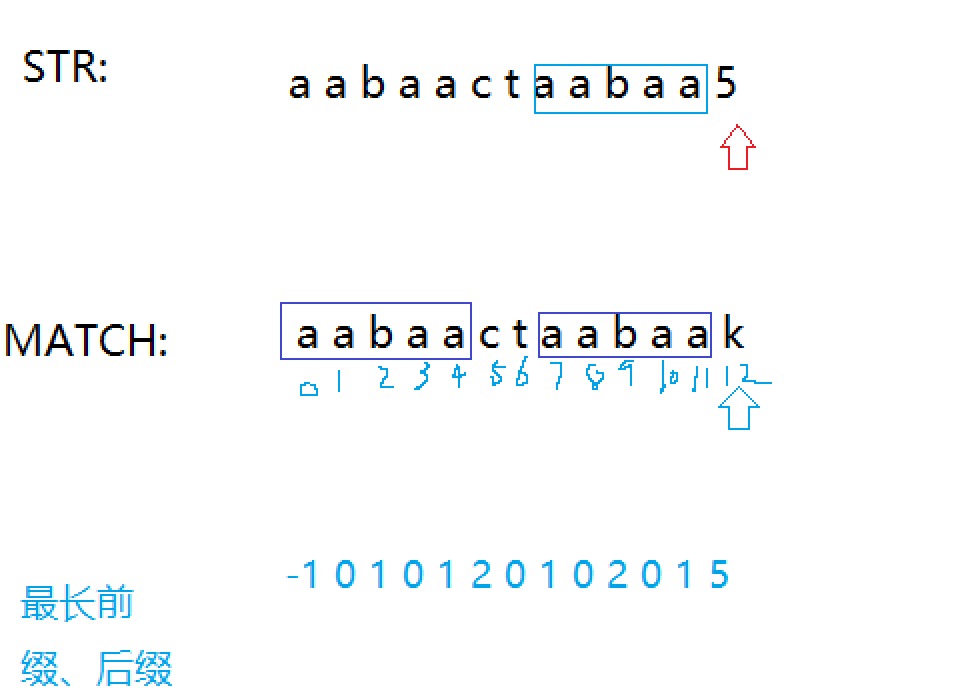 STR: a a b a a c t a a b a a 5
MATCH: a a b a a c t a a b a a k
0 1 2 3 4 5 6 7 8 9 10 11 12
-1 0 1 0 1 2 0 1 0 2 0 1 5
最长前
缀、后缀